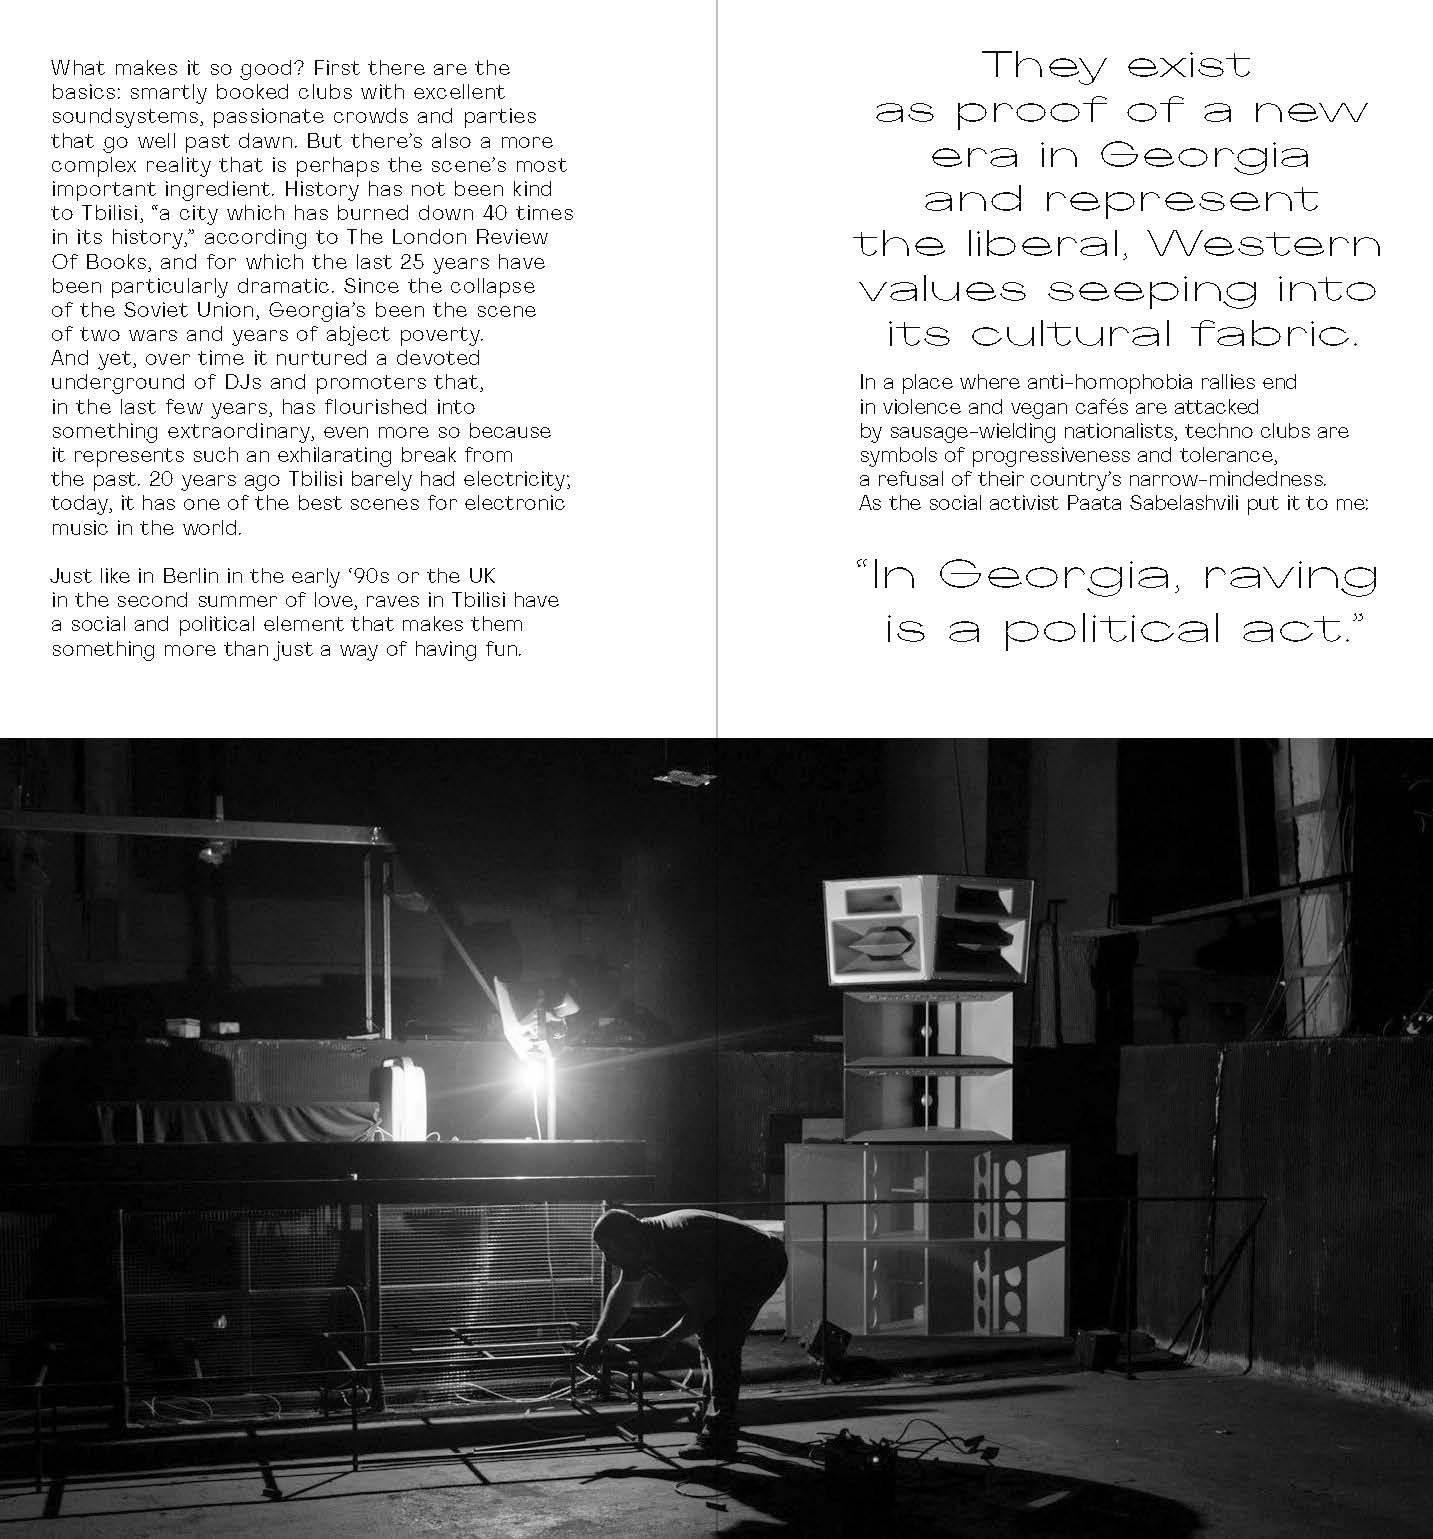 What makes it so good? First there are the
basics: smartly booked clubs with excellent
soundsystems, passionate crowds and parties
that go well past dawn. But there’s also a more
complex reality that is perhaps the scene’s most
important ingredient. History has not been kind
to Tbilisi, “a city which has burned down 40 times
in its history,” according to The London Review
Of Books, and for which the last 25 years have
been particularly dramatic. Since the collapse
of the Soviet Union, Georgia’s been the scene
of two wars and years of abject poverty.
And yet, over time it nurtured a devoted
underground of DJs and promoters that,
in the last few years, has flourished into
something extraordinary, even more so because
it represents such an exhilarating break from
the past. 20 years ago Tbilisi barely had electricity;
today, it has one of the best scenes for electronic
music in the world.
Just like in Berlin in the early ‘90s or the UK
in the second summer of love, raves in Tbilisi have
a social and political element that makes them
something more than just a way of having fun.
They exist
as proof of a new
era in Georgia
and represent
the liberal, Western
values seeping into
its cultural fabric.
In a place where anti-homophobia rallies end
in violence and vegan cafés are attacked
by sausage-wielding nationalists, techno clubs are
symbols of progressiveness and tolerance,
a refusal of their country’s narrow-mindedness.
As the social activist Paata Sabelashvili put it to me:
“In Georgia, raving
is a political act.”